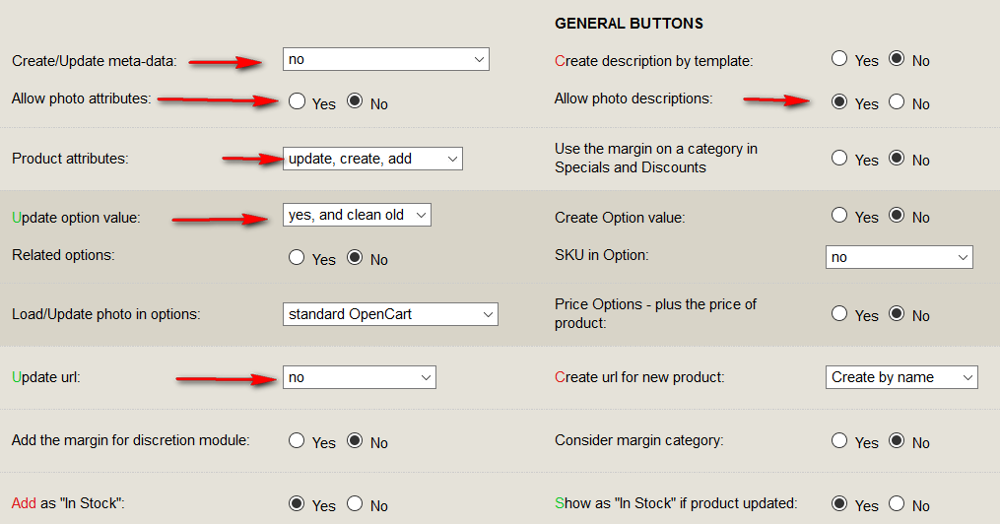 GENERAL BUTTONS
Create/Update meta-data: no Create description by template: Yes No
Allow photo attributes: Yes No Allow photo descriptions: Yes No
Product attributes: update, create, add Use the margin on a category in
Specials and Discounts Yes No
Update option value: yes, and clean old Create Option value: Yes No
Related options: Yes No SKU in Option: no
Load/Update photo in options: standard OpenCart Price Options - plus the price of
product: Yes No
Update url: no Create url for new product: Create by name
Add the margin for discretion module: Yes No Consider margin category: Yes No
Add as "In Stock": Yes No Show as "In Stock" if product updated: Yes No